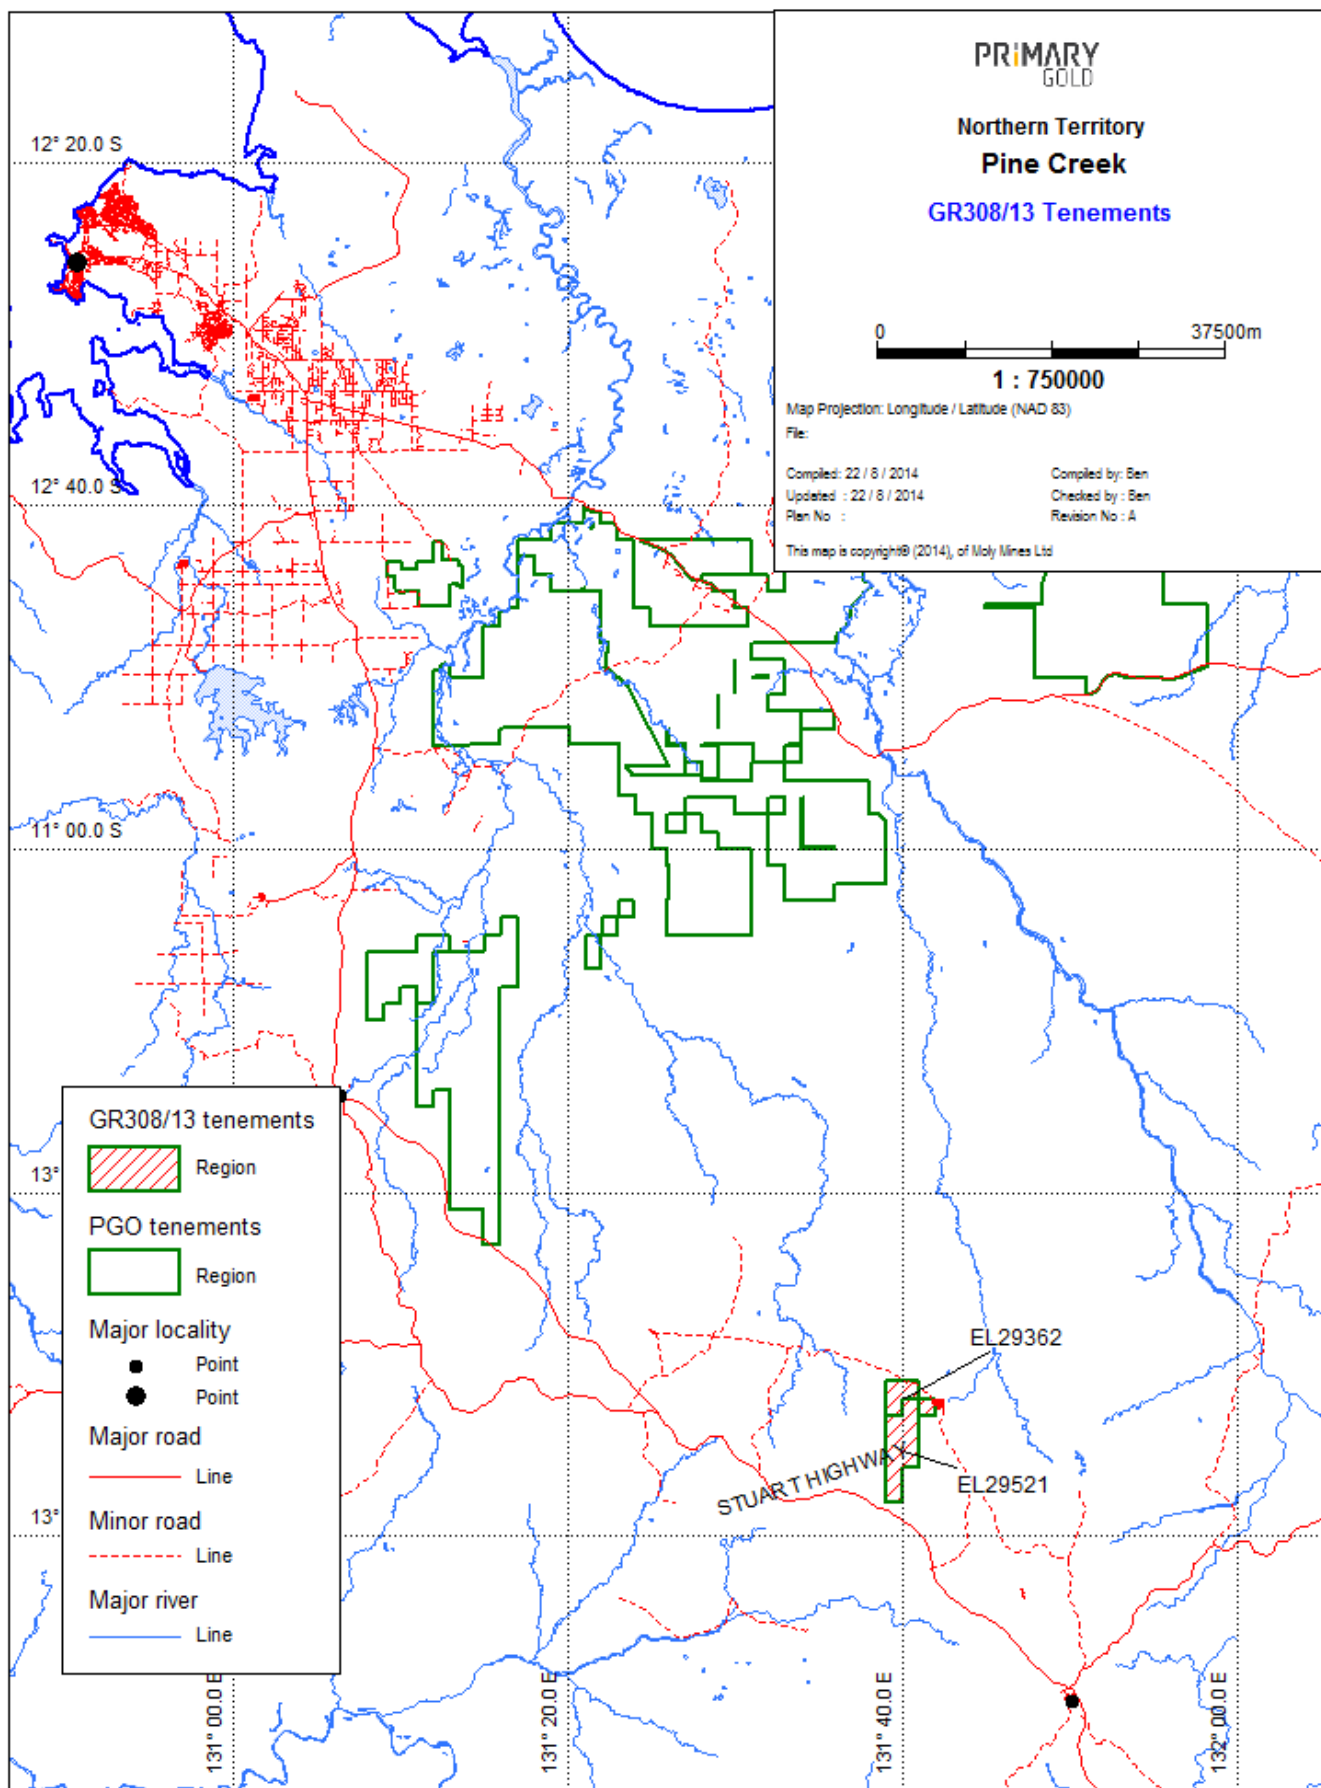 PRiMARY
GOLD
Northern Territory
Pine Creek
GR308/13 Tenements
0 37500m
1 : 750000
Map Projection: Longitude / Latitude (NAD 83)
File:
Compiled: 22 / 8 / 2014 Compiled by: Ben
Updated : 22 / 8 / 2014 Checked by : Ben
Plan No : Revision No : A
This map is copyright® (2014), of Moly Mines Ltd
12° 20.0 S
12° 40.0 S
11° 00.0 S
13°
13°
GR308/13 tenements
Region
PGO tenements
Region
Major locality
Point
Point
Major road
Line
Minor road
Line
Major river
Line
EL29362
STUART HIGHWAY
EL29521
131° 00.0 E
131° 20.0 E
131° 40.0 E
132° 00.0 E